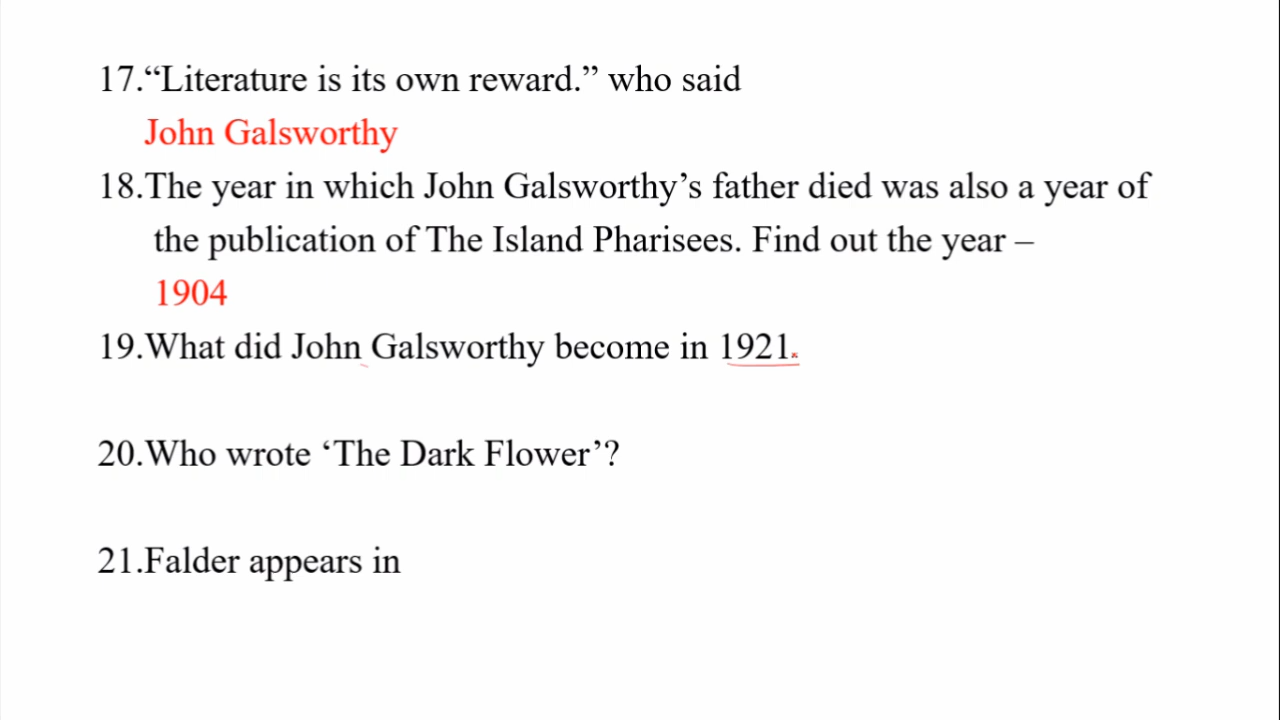 17.“Literature is its own reward.” who said
John Galsworthy
18.The year in which John Galsworthy’s father died was also a year of
the publication of The Island Pharisees. Find out the year –
1904
19.What did John Galsworthy become in 1921.
20.Who wrote ‘The Dark Flower’?
21.Falder appears in